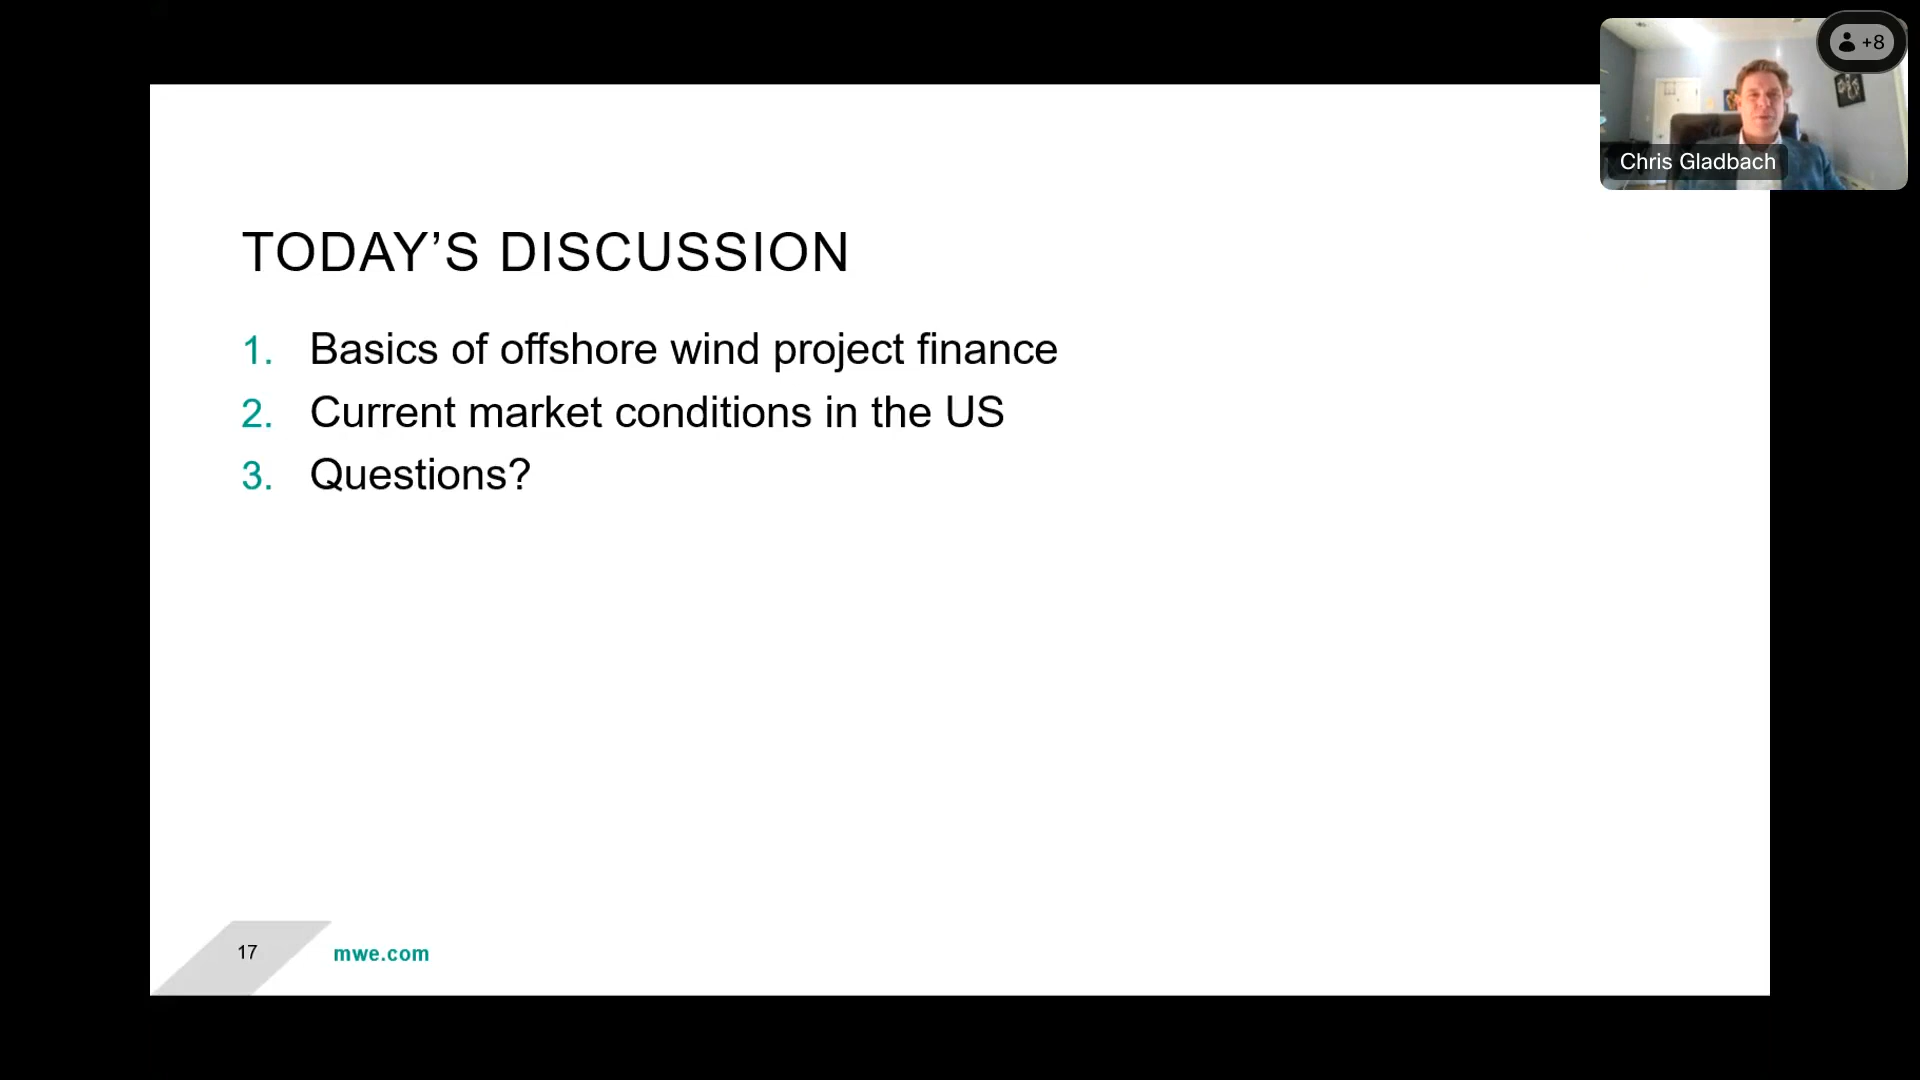 +8
Chris Gladbach
TODAY’S DISCUSSION
1. Basics of offshore wind project finance
2. Current market conditions in the US
3. Questions?
17
mwe.com